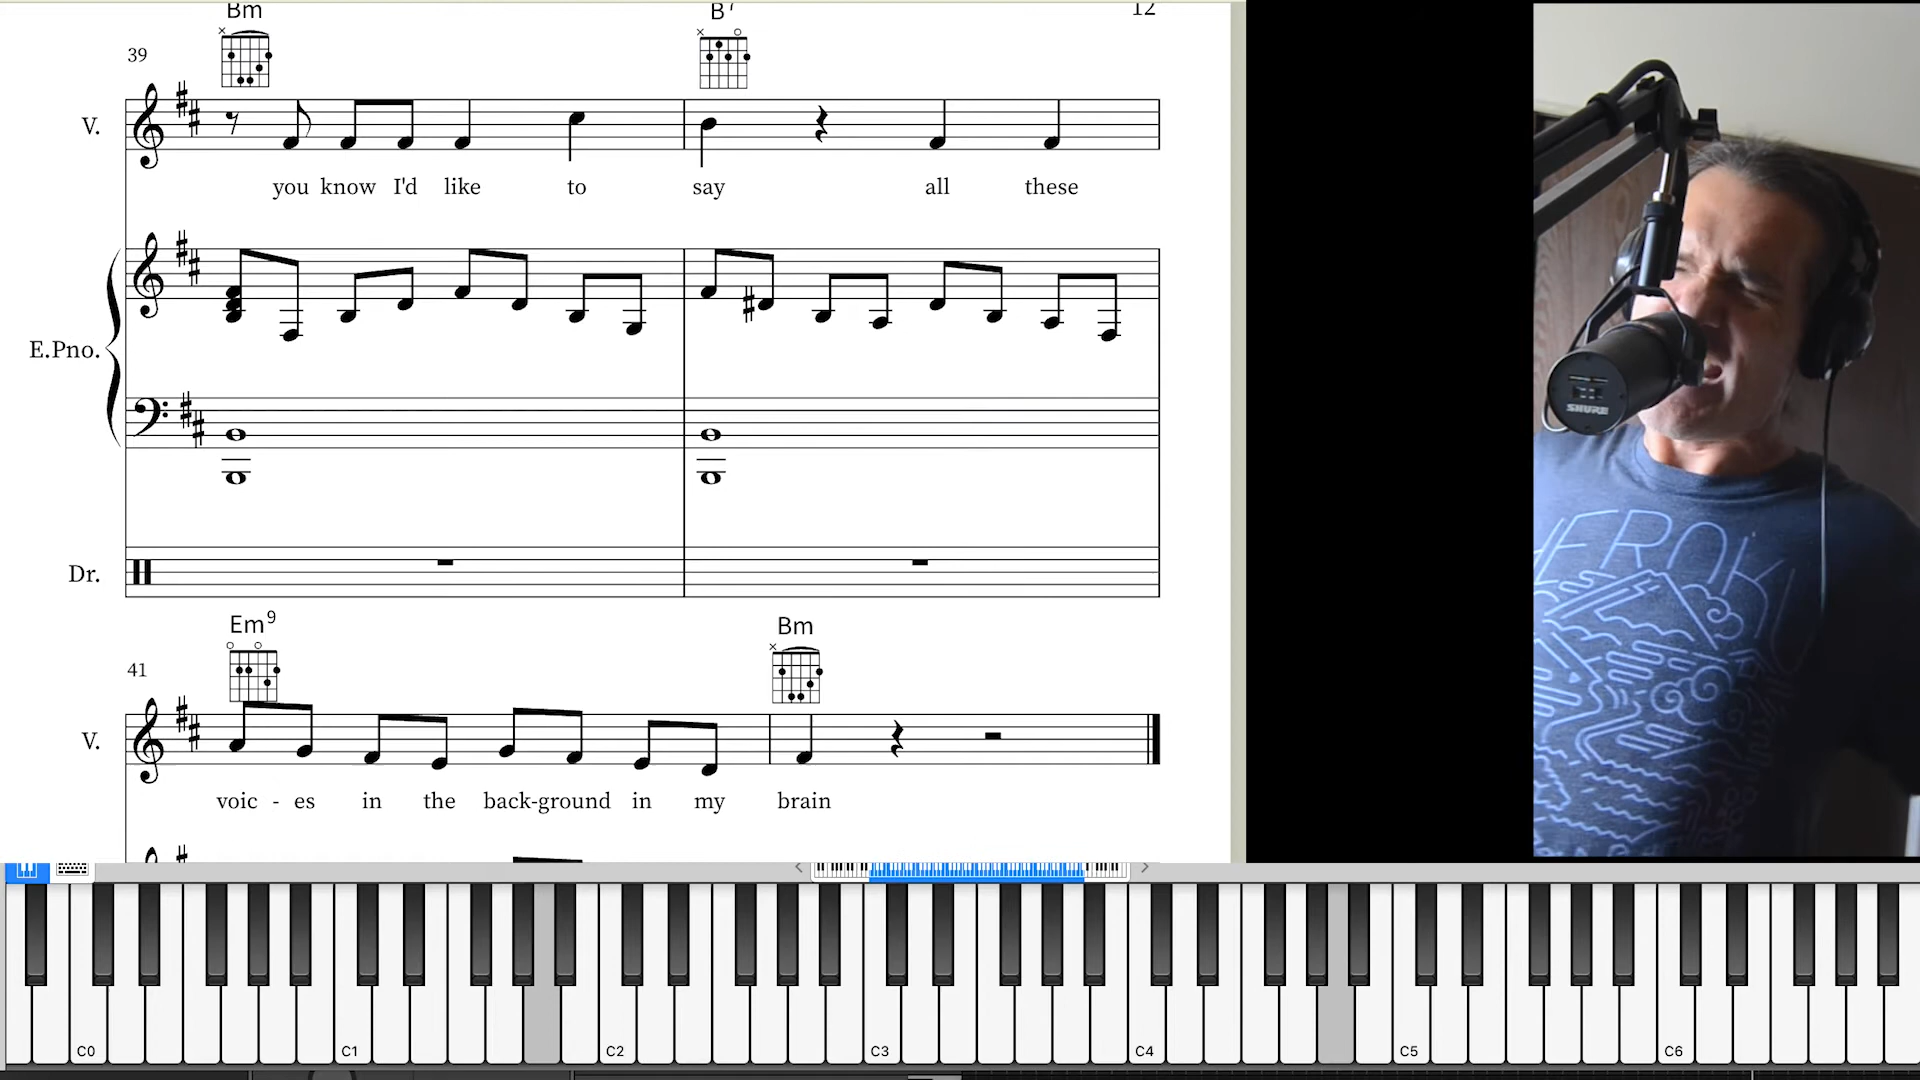 Bm B7 12
39
V.
you know I'd like to say all these
E.Pno.
Dr.
Em9 Bm
41
V.
voic - es in the back-ground in my brain
SHURE
HEROKU
C0 C1 C2 C3 C4 C5 C6